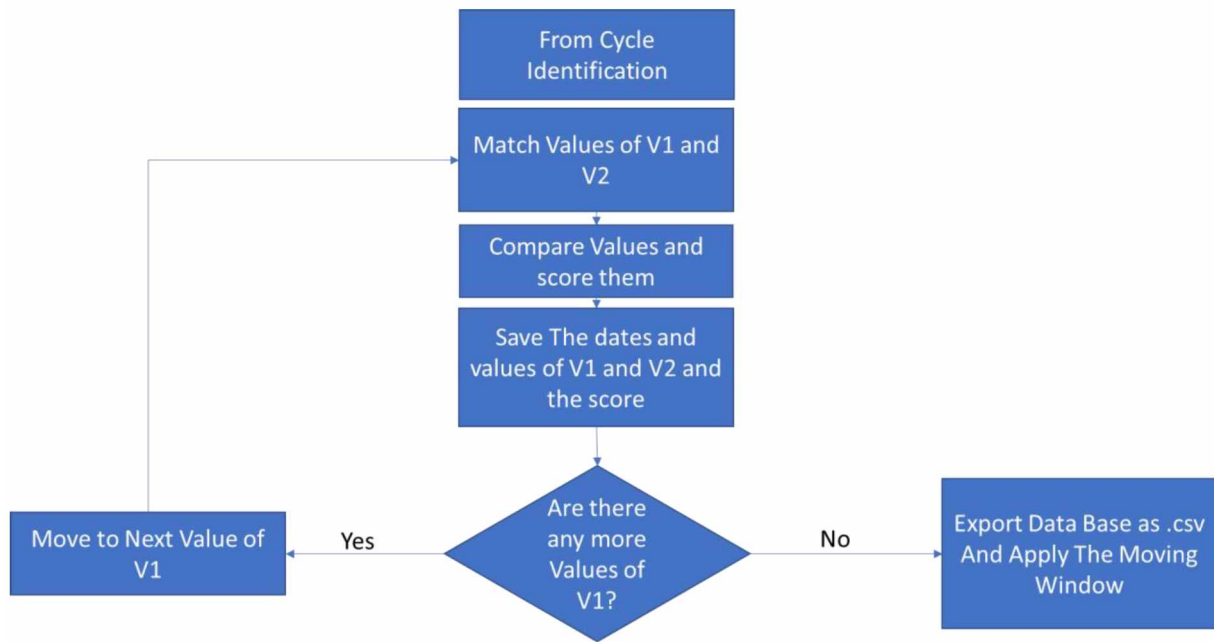 From Cycle
Identification
Match Values of V1 and
V2
Compare Values and
score them
Save The dates and
values of V1 and V2 and
the score
Are there
any more
Values of
V1?
Yes
Move to Next Value of
V1
No
Export Data Base as .csv
And Apply The Moving
Window